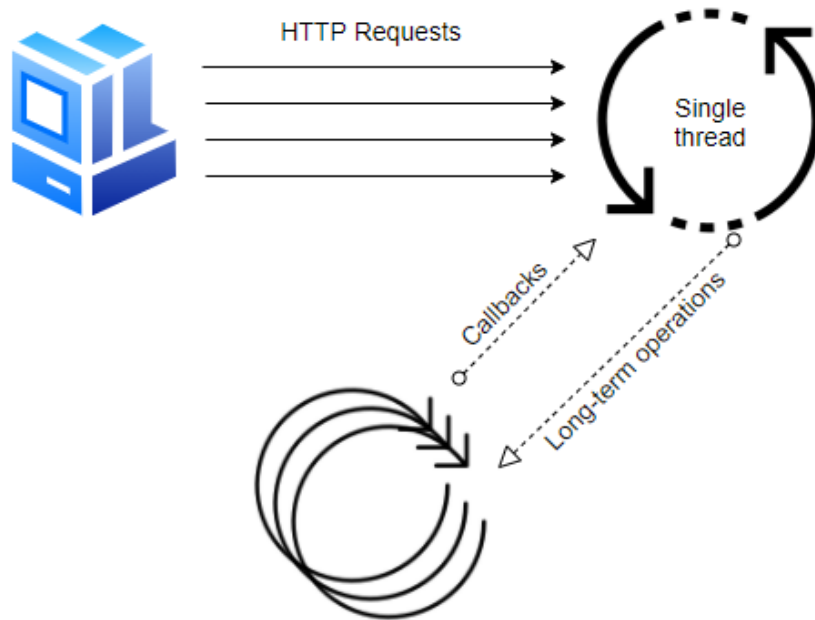 HTTP Requests
Single
thread
Callbacks
Long-term operations